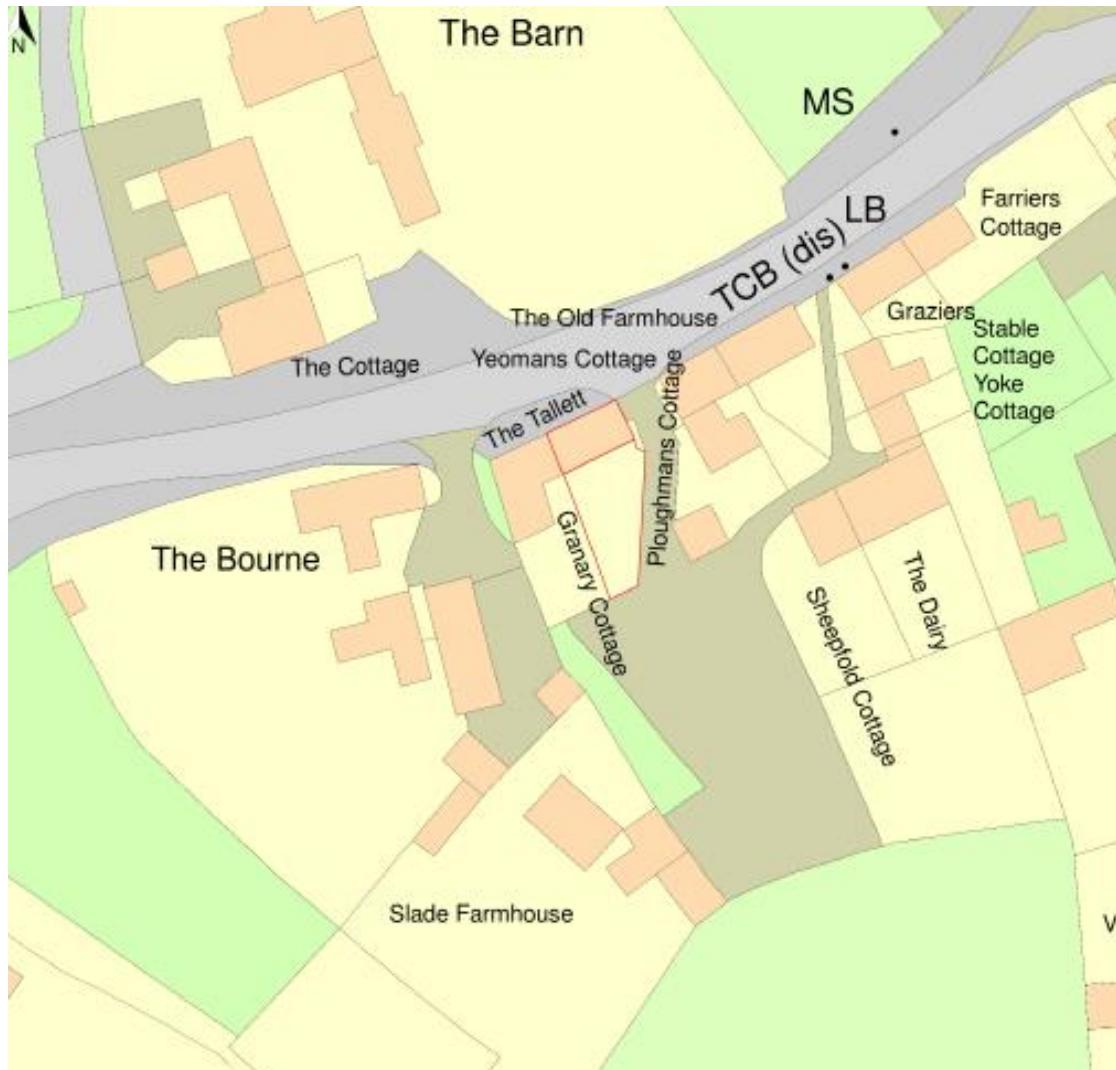 N
The Barn
MS
LB
TCB (dis)
Farriers
Cottage
The Old Farmhouse
Graziers
Stable
Cottage
Yoke
Cottage
Yeomans Cottage
The Cottage
Ploughmans Cottage
The Tallett
Granary Cottage
The Bourne
The Dairy
Sheepfold Cottage
Slade Farmhouse